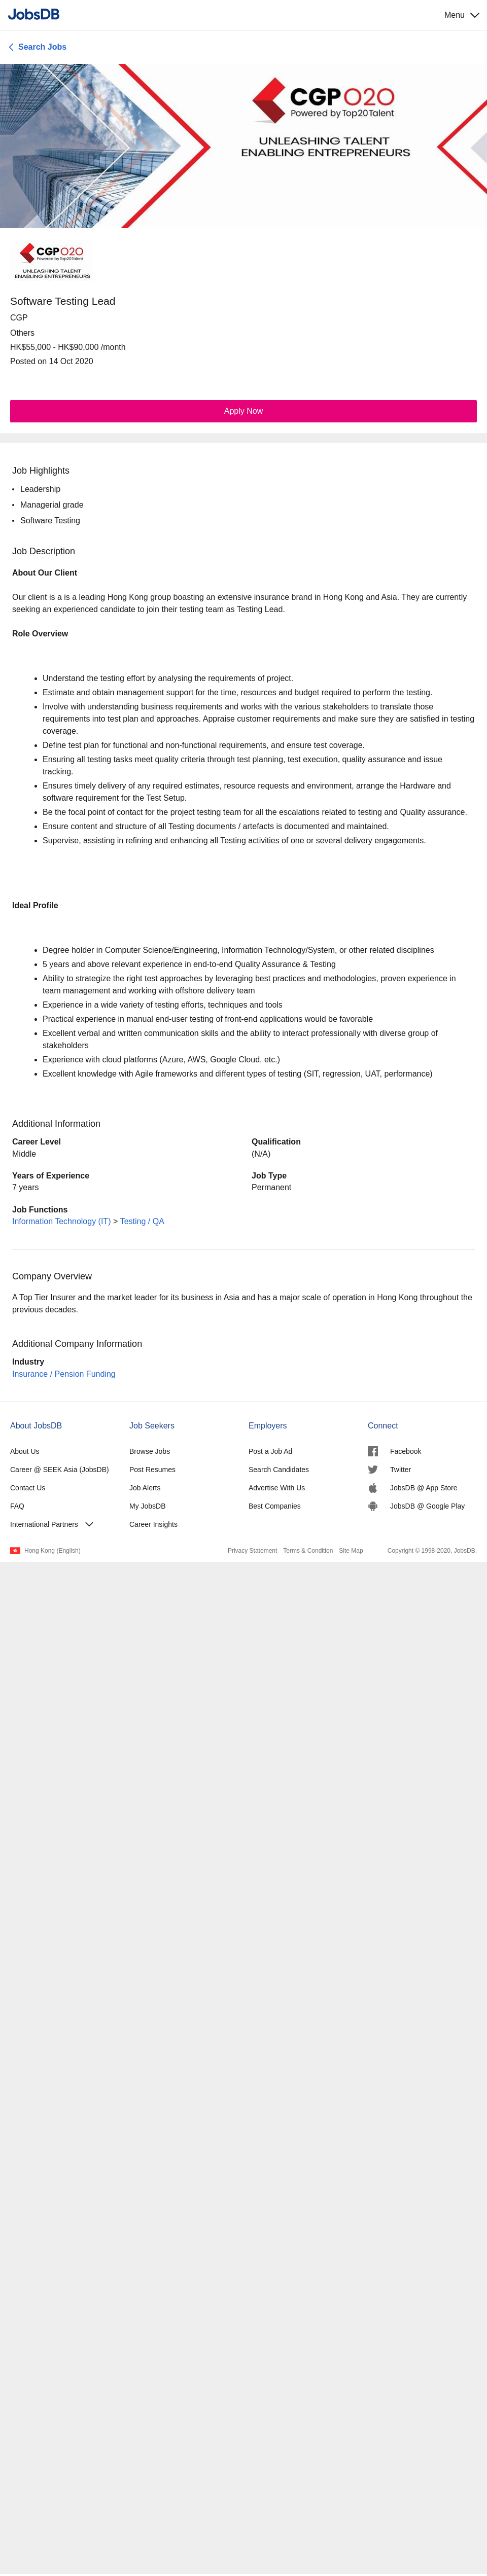 JobsDB
Menu
Search Jobs
CGP O2O
Powered by Top20Talent
UNLEASHING TALENT
ENABLING ENTREPRENEURS
CGP O2O
Powered by Top20Talent
UNLEASHING TALENT
ENABLING ENTREPRENEURS
Software Testing Lead
CGP
Others
HK$55,000 - HK$90,000 /month
Posted on 14 Oct 2020
Apply Now
Job Highlights
• Leadership
• Managerial grade
• Software Testing
Job Description
About Our Client
Our client is a is a leading Hong Kong group boasting an extensive insurance brand in Hong Kong and Asia. They are currently
seeking an experienced candidate to join their testing team as Testing Lead.
Role Overview
• Understand the testing effort by analysing the requirements of project.
• Estimate and obtain management support for the time, resources and budget required to perform the testing.
• Involve with understanding business requirements and works with the various stakeholders to translate those
requirements into test plan and approaches. Appraise customer requirements and make sure they are satisfied in testing
coverage.
• Define test plan for functional and non-functional requirements, and ensure test coverage.
• Ensuring all testing tasks meet quality criteria through test planning, test execution, quality assurance and issue
tracking.
• Ensures timely delivery of any required estimates, resource requests and environment, arrange the Hardware and
software requirement for the Test Setup.
• Be the focal point of contact for the project testing team for all the escalations related to testing and Quality assurance.
• Ensure content and structure of all Testing documents / artefacts is documented and maintained.
• Supervise, assisting in refining and enhancing all Testing activities of one or several delivery engagements.
Ideal Profile
• Degree holder in Computer Science/Engineering, Information Technology/System, or other related disciplines
• 5 years and above relevant experience in end-to-end Quality Assurance & Testing
• Ability to strategize the right test approaches by leveraging best practices and methodologies, proven experience in
team management and working with offshore delivery team
• Experience in a wide variety of testing efforts, techniques and tools
• Practical experience in manual end-user testing of front-end applications would be favorable
• Excellent verbal and written communication skills and the ability to interact professionally with diverse group of
stakeholders
• Experience with cloud platforms (Azure, AWS, Google Cloud, etc.)
• Excellent knowledge with Agile frameworks and different types of testing (SIT, regression, UAT, performance)
Additional Information
Career Level
Middle
Qualification
(N/A)
Years of Experience
7 years
Job Type
Permanent
Job Functions
Information Technology (IT) > Testing / QA
Company Overview
A Top Tier Insurer and the market leader for its business in Asia and has a major scale of operation in Hong Kong throughout the
previous decades.
Additional Company Information
Industry
Insurance / Pension Funding
About JobsDB
About Us
Career @ SEEK Asia (JobsDB)
Contact Us
FAQ
International Partners
Job Seekers
Browse Jobs
Post Resumes
Job Alerts
My JobsDB
Career Insights
Employers
Post a Job Ad
Search Candidates
Advertise With Us
Best Companies
Connect
Facebook
Twitter
JobsDB @ App Store
JobsDB @ Google Play
Hong Kong (English)
Privacy Statement Terms & Condition Site Map
Copyright © 1998-2020, JobsDB.